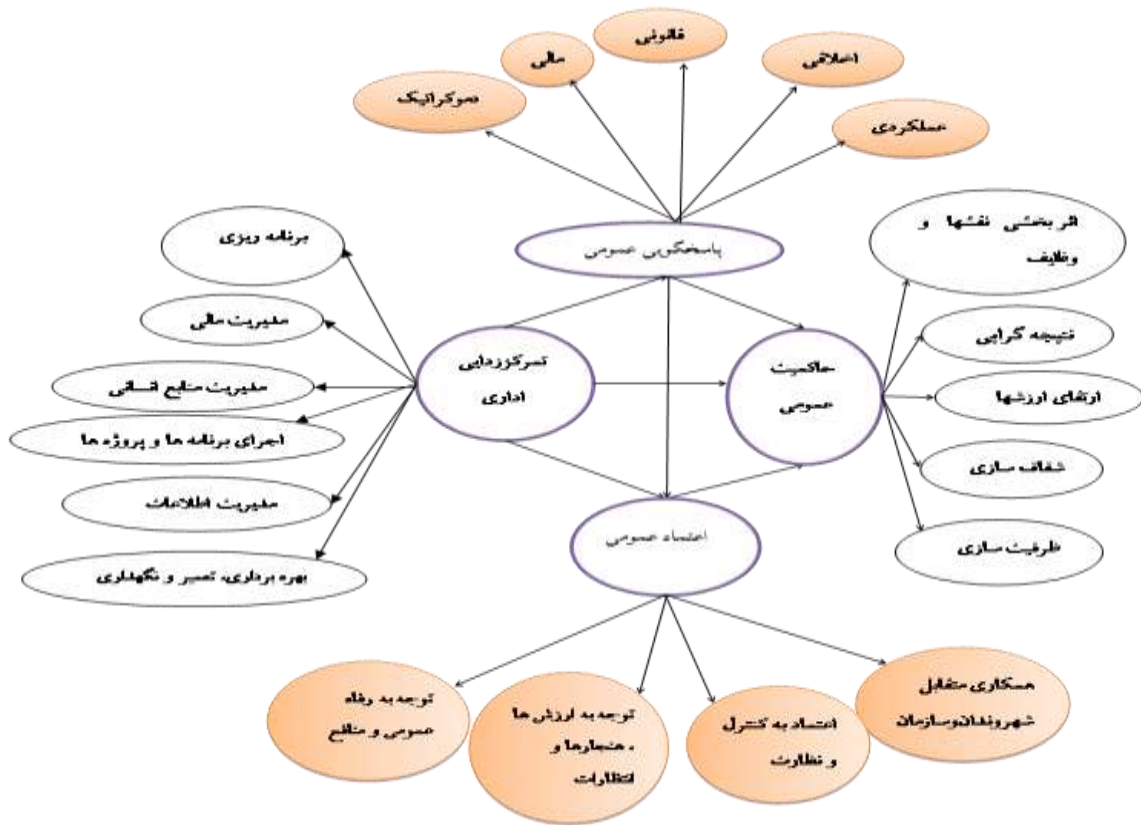 قانونی
مالی
اخلاقی
دموکراتیک
عملکردی
پاسخگویی عمومی
اثر بخشی نقشها و
وظایف
برنامه ریزی
نتیجه گرایی
مدیریت مالی
تمرکززدایی
اداری
حاکمیت
عمومی
مدیریت منابع انسانی
ارتقای ارزشها
اجرای برنامه ها و پروژه ها
شفاف سازی
مدیریت اطلاعات
اعتماد عمومی
ظرفیت سازی
بهره برداری، تعمیر و نگهداری
همکاری متقابل
شهروندان وسازمان
اعتماد به کنترل
و نظارت
توجه به ارزش ها
، هنجارها و
انتظارات
توجه به رفاه
عمومی و منافع